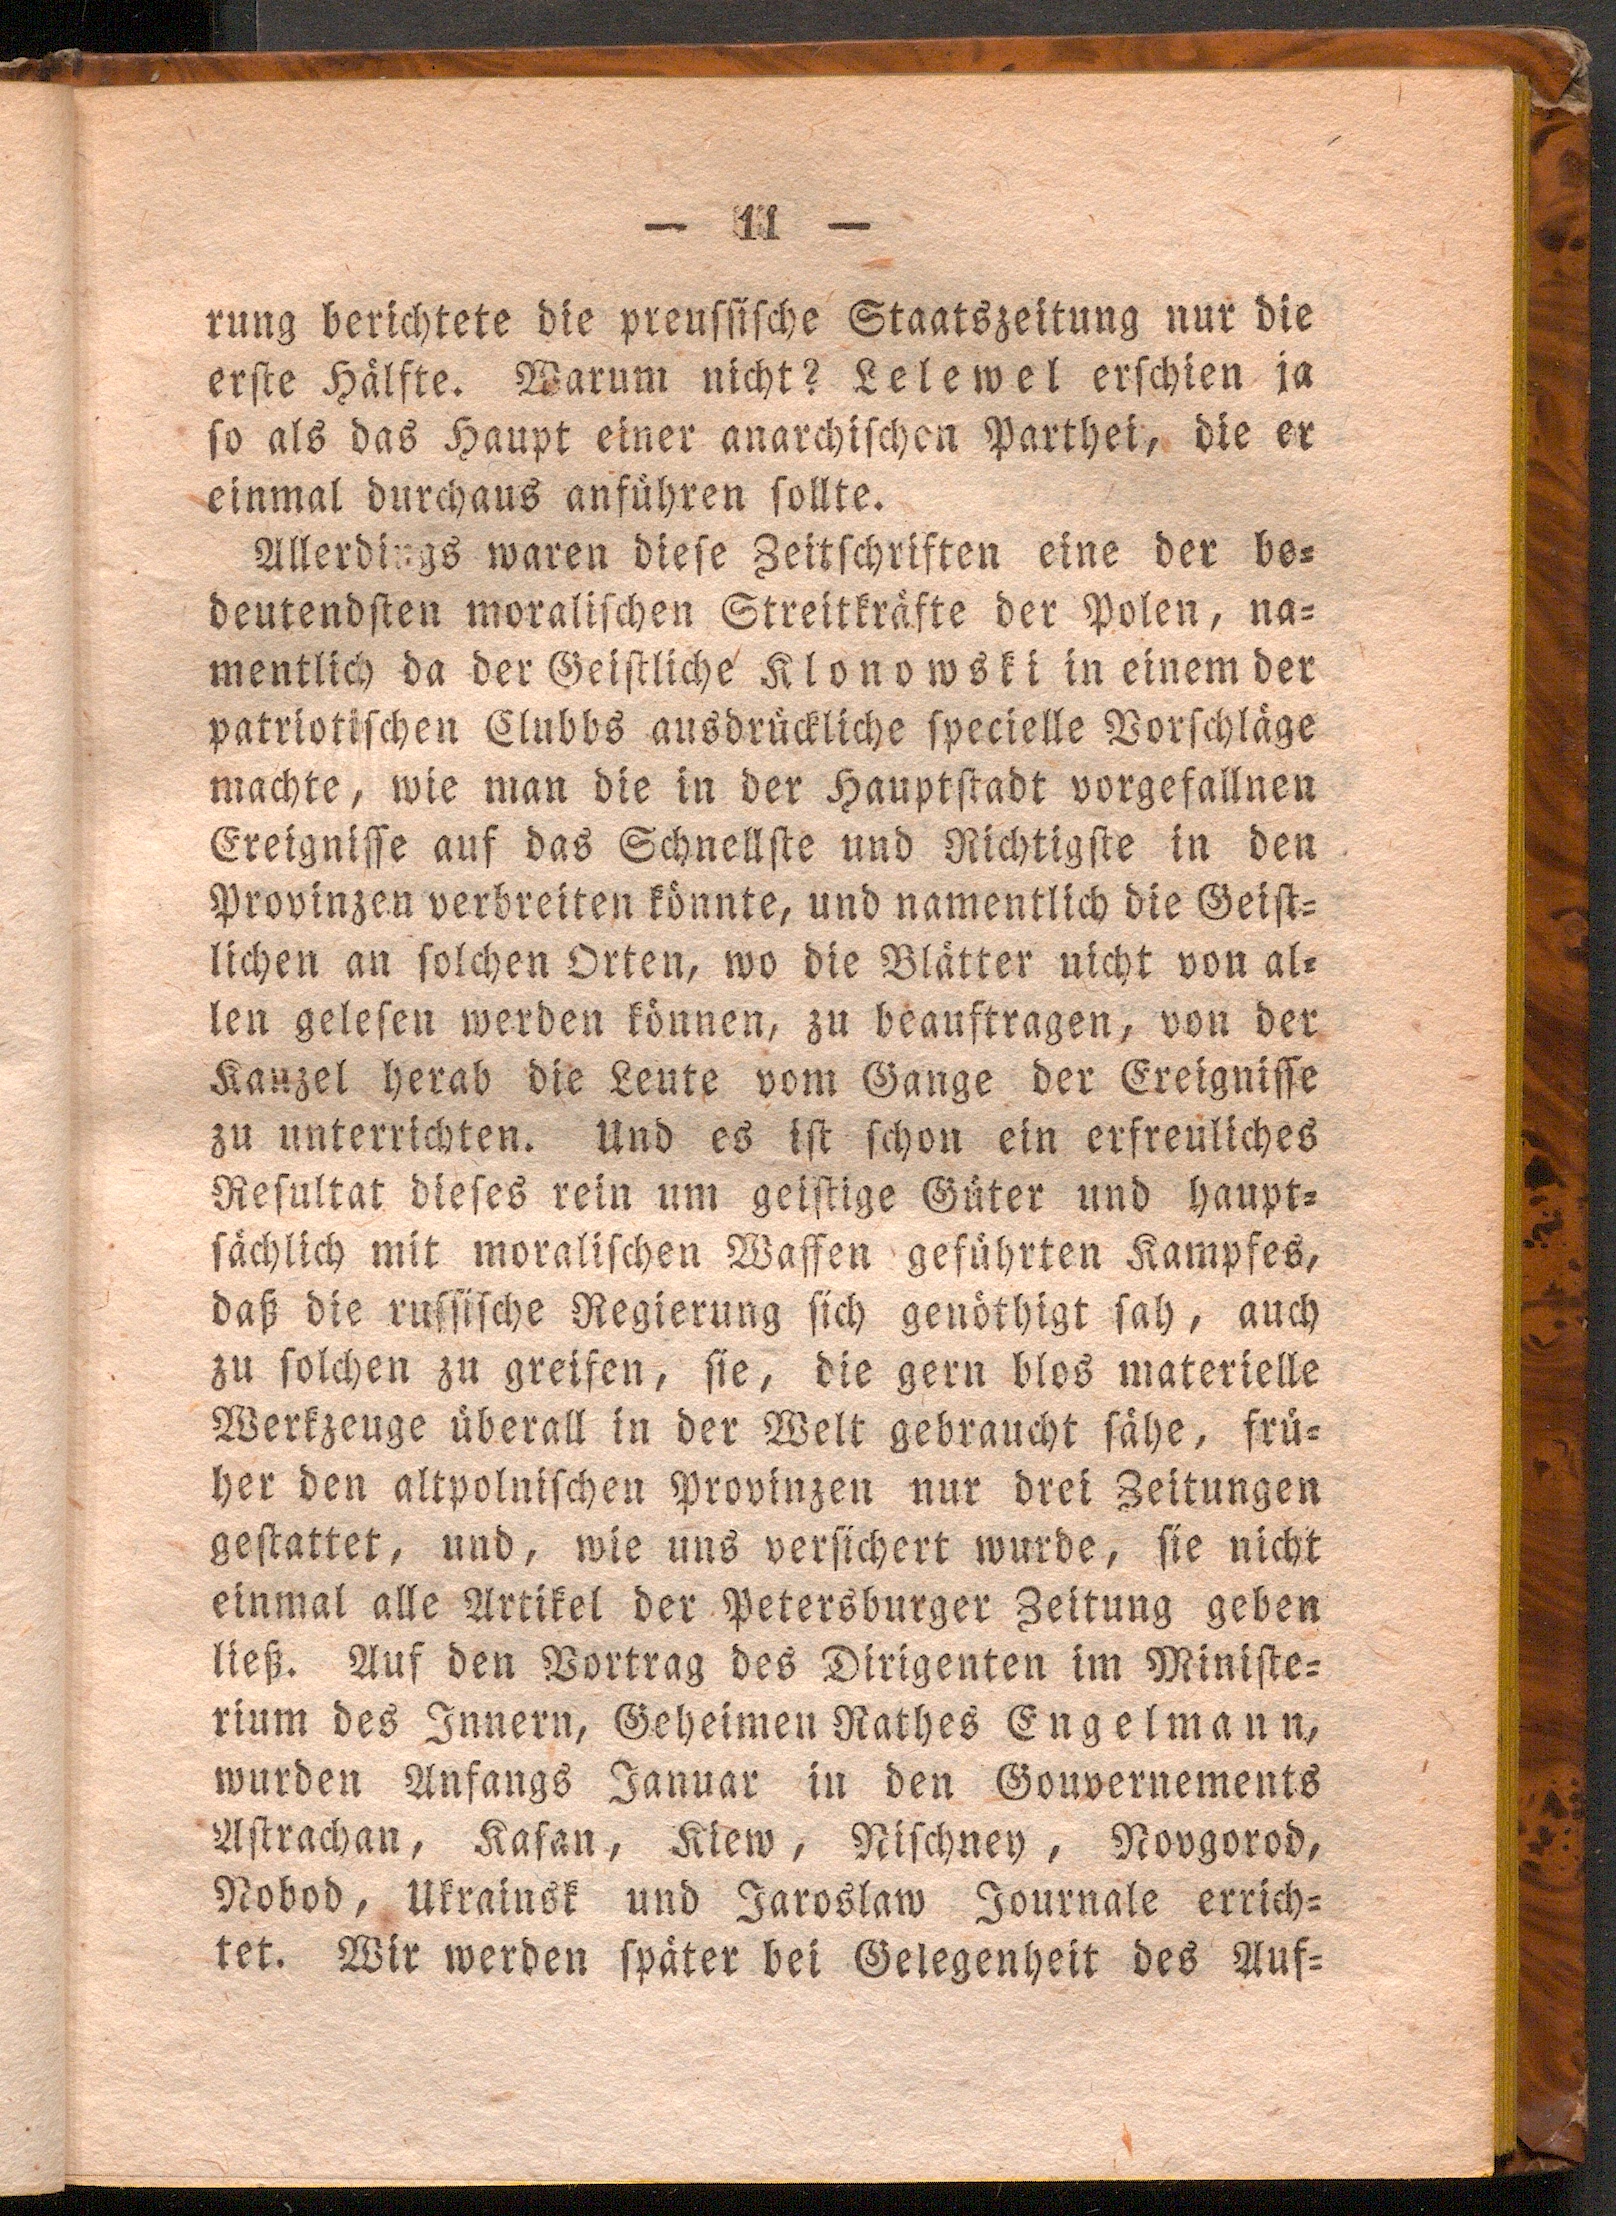 — 11 —
rung berichtete die preuſſiſche Staatszeitung nur die
erſte Hälfte. Warum nicht? Lelewel erſchien ja
ſo als das Haupt einer anarchiſchen Parthei, die er
einmal durchaus anführen ſollte.
Allerdings waren dieſe Zeitſchriften eine der be⸗
deutendſten moraliſchen Streitkräfte der Polen, na⸗
mentlich da der Geiſtliche Klonowski in einem der
patriotiſchen Clubbs ausdrückliche ſpecielle Vorſchläge
machte, wie man die in der Hauptſtadt vorgefallnen
Ereigniſſe auf das Schnellſte und Richtigſte in den
Provinzen verbreiten könnte, und namentlich die Geiſt⸗
lichen an ſolchen Orten, wo die Blätter nicht von al⸗
len geleſen werden können, zu beauftragen, von der
Kanzel herab die Leute vom Gange der Ereigniſſe
zu unterrichten. Und es iſt ſchon ein erfreuliches
Reſultat dieſes rein um geiſtige Güter und haupt⸗
ſächlich mit moraliſchen Waffen geführten Kampfes,
daß die ruſſiſche Regierung ſich genöthigt ſah, auch
zu ſolchen zu greifen, ſie, die gern blos materielle
Werkzeuge überall in der Welt gebraucht ſähe, frü⸗
her den altpolniſchen Provinzen nur drei Zeitungen
geſtattet, und, wie uns verſichert wurde, ſie nicht
einmal alle Artikel der Petersburger Zeitung geben
ließ. Auf den Vortrag des Dirigenten im Miniſte⸗
rium des Innern, Geheimen Rathes Engelmann,
wurden Anfangs Januar in den Gouvernements
Aſtrachan, Kaſan, Kiew, Niſchney, Novgorod,
Nobod, Ukrainsk und Jaroslaw Journale errich⸗
tet. Wir werden ſpäter bei Gelegenheit des Auf⸗